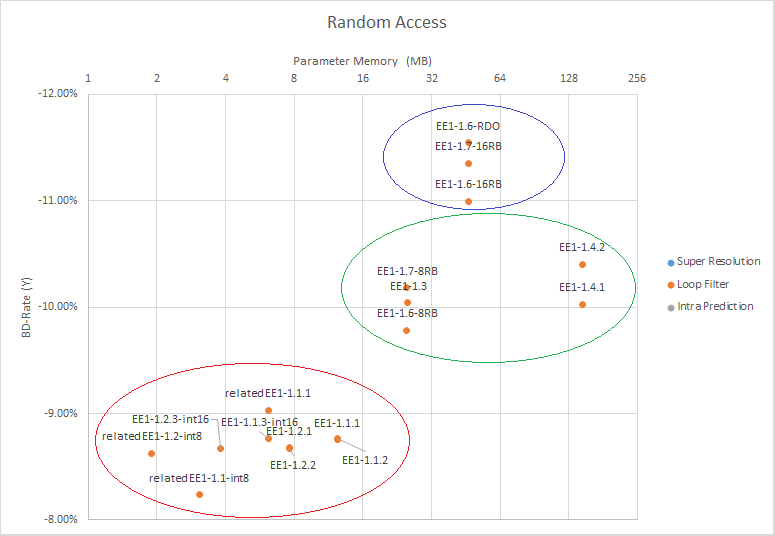 Random Access
Parameter Memory (MB)
1 2 4 8 16 32 64 128 256
-12.00%
EE1-1.6-RDO
EE1-1.7-16RB
EE1-1.6-16RB
-11.00%
EE1-1.4.2
Super Resolution
EE1-1.7-8RB
EE1-1.3
EE1-1.4.1
Loop Filter
BD-Rate (Y)
-10.00%
Intra Prediction
EE1-1.6-8RB
relatedEE1-1.1.1
-9.00%
EE1-1.2.3-int16
EE1-1.1.3-int16
EE1-1.1.1
relatedEE1-1.2-int8
EE1-1.2.1
EE1-1.2.2
EE1-1.1.2
relatedEE1-1.1-int8
-8.00%